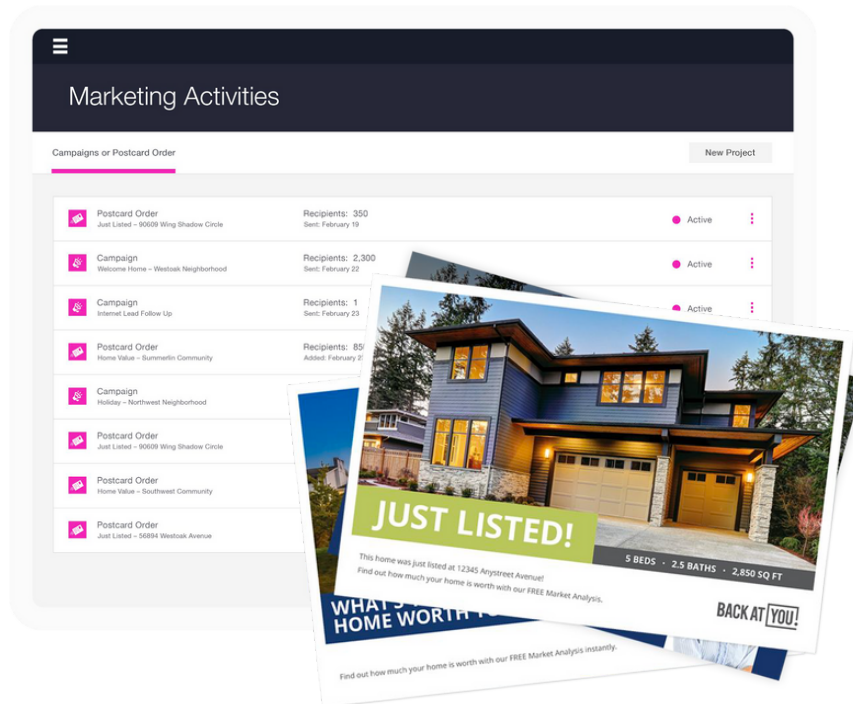 Marketing Activities
Campaigns or Postcard Order
New Project
Postcard Order
Just Listed – 90609 Wing Shadow Circle
Recipients: 350
Sent: February 19
Active
Campaign
Welcome Home – Westoak Neighborhood
Recipients: 2,300
Sent: February 22
Active
Campaign
Internet Lead Follow Up
Recipients: 1
Sent: February 23
Active
Postcard Order
Home Value – Summerlin Community
Recipients:
Added: February
Campaign
Holiday – Northwest Neighborhood
Postcard Order
Just Listed – 90609 Wing Shadow Circle
Postcard Order
Home Value – Southwest Community
Postcard Order
Just Listed – 56894 Westoak Avenue
JUST LISTED!
5 BEDS · 2.5 BATHS · 2,850 SQ FT
This home was just listed at 12345 Anystreet Avenue!
Find out how much your home is worth with our FREE Market Analysis.
BACK AT YOU!
WHAT'S
HOME WORTH
Find out how much your home is worth with our FREE Market Analysis instantly.